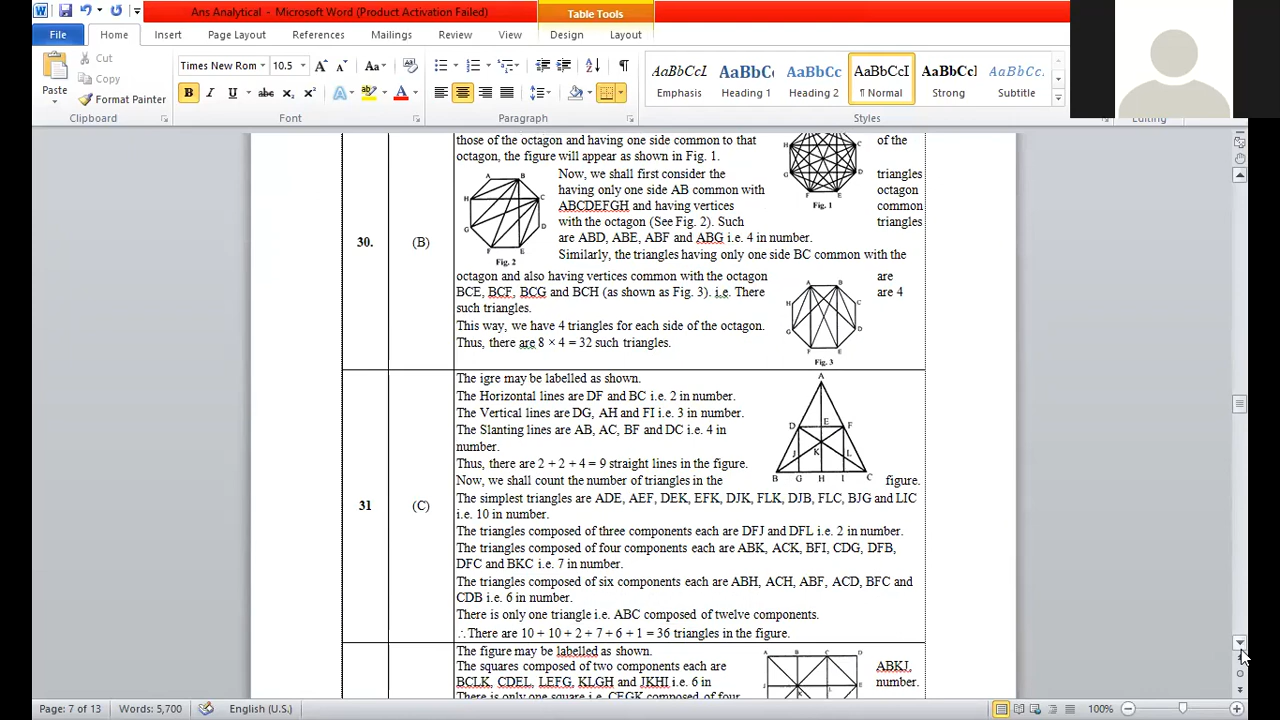 Ans Analytical - Microsoft Word (Product Activation Failed)
Table Tools
File Home Insert Page Layout References Mailings Review View Design Layout
Paste
Cut
Copy
Format Painter
Clipboard
Times New Rom 10.5
Font
Paragraph
AaBbCcI AaBbCc AaBbCc AaBbCcI AaBbCcI AaBbCc
Emphasis Heading 1 Heading 2 ¶ Normal Strong Subtitle
Styles
Editing
those of the octagon and having one side common to that of the
octagon, the figure will appear as shown in Fig. 1.
H C
G D
F E
Fig. 1
A B
H C
G D
F E
Fig. 2
Now, we shall first consider the triangles
having only one side AB common with octagon
ABCDEFGH and having vertices common
with the octagon (See Fig. 2). Such triangles
are ABD, ABE, ABF and ABG i.e. 4 in number.
30. (B)
Similarly, the triangles having only one side BC common with the
octagon and also having vertices common with the octagon are
BCE, BCF, BCG and BCH (as shown as Fig. 3). i.e. There are 4
such triangles.
This way, we have 4 triangles for each side of the octagon.
Thus, there are 8 × 4 = 32 such triangles.
A B
H C
G D
F E
Fig. 3
The igre may be labelled as shown.
The Horizontal lines are DF and BC i.e. 2 in number.
The Vertical lines are DG, AH and FI i.e. 3 in number.
The Slanting lines are AB, AC, BF and DC i.e. 4 in
number.
Thus, there are 2 + 2 + 4 = 9 straight lines in the figure.
Now, we shall count the number of triangles in the figure.
A
D E F
J K L
B G H I C
31 (C)
The simplest triangles are ADE, AEF, DEK, EFK, DJK, FLK, DJB, FLC, BJG and LIC
i.e. 10 in number.
The triangles composed of three components each are DFJ and DFL i.e. 2 in number.
The triangles composed of four components each are ABK, ACK, BFI, CDG, DFB,
DFC and BKC i.e. 7 in number.
The triangles composed of six components each are ABH, ACH, ABF, ACD, BFC and
CDB i.e. 6 in number.
There is only one triangle i.e. ABC composed of twelve components.
∴There are 10 + 10 + 2 + 7 + 6 + 1 = 36 triangles in the figure.
The figure may be labelled as shown.
The squares composed of two components each are ABKJ,
BCLK, CDEL, LEFG, KLGH and JKHI i.e. 6 in number.
There is only one square i.e. CEGK composed of four
A B C D
J K L E
Page: 7 of 13 Words: 5,700 English (U.S.) 100%